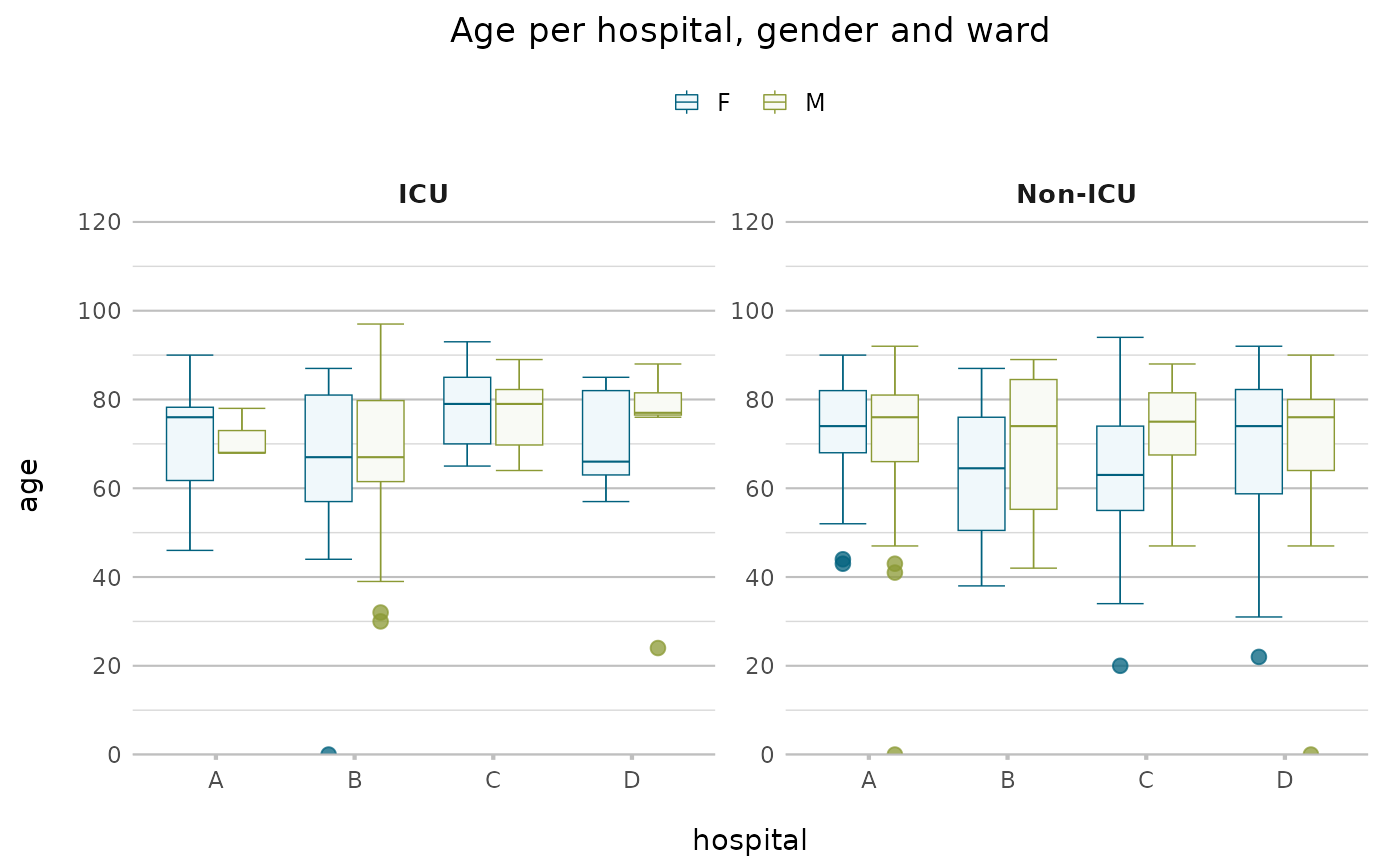 Age per hospital, gender and ward
F M
ICU Non-ICU
120 120
100 100
80 80
60 60
40 40
20 20
0 0
age
A B C D A B C D
hospital